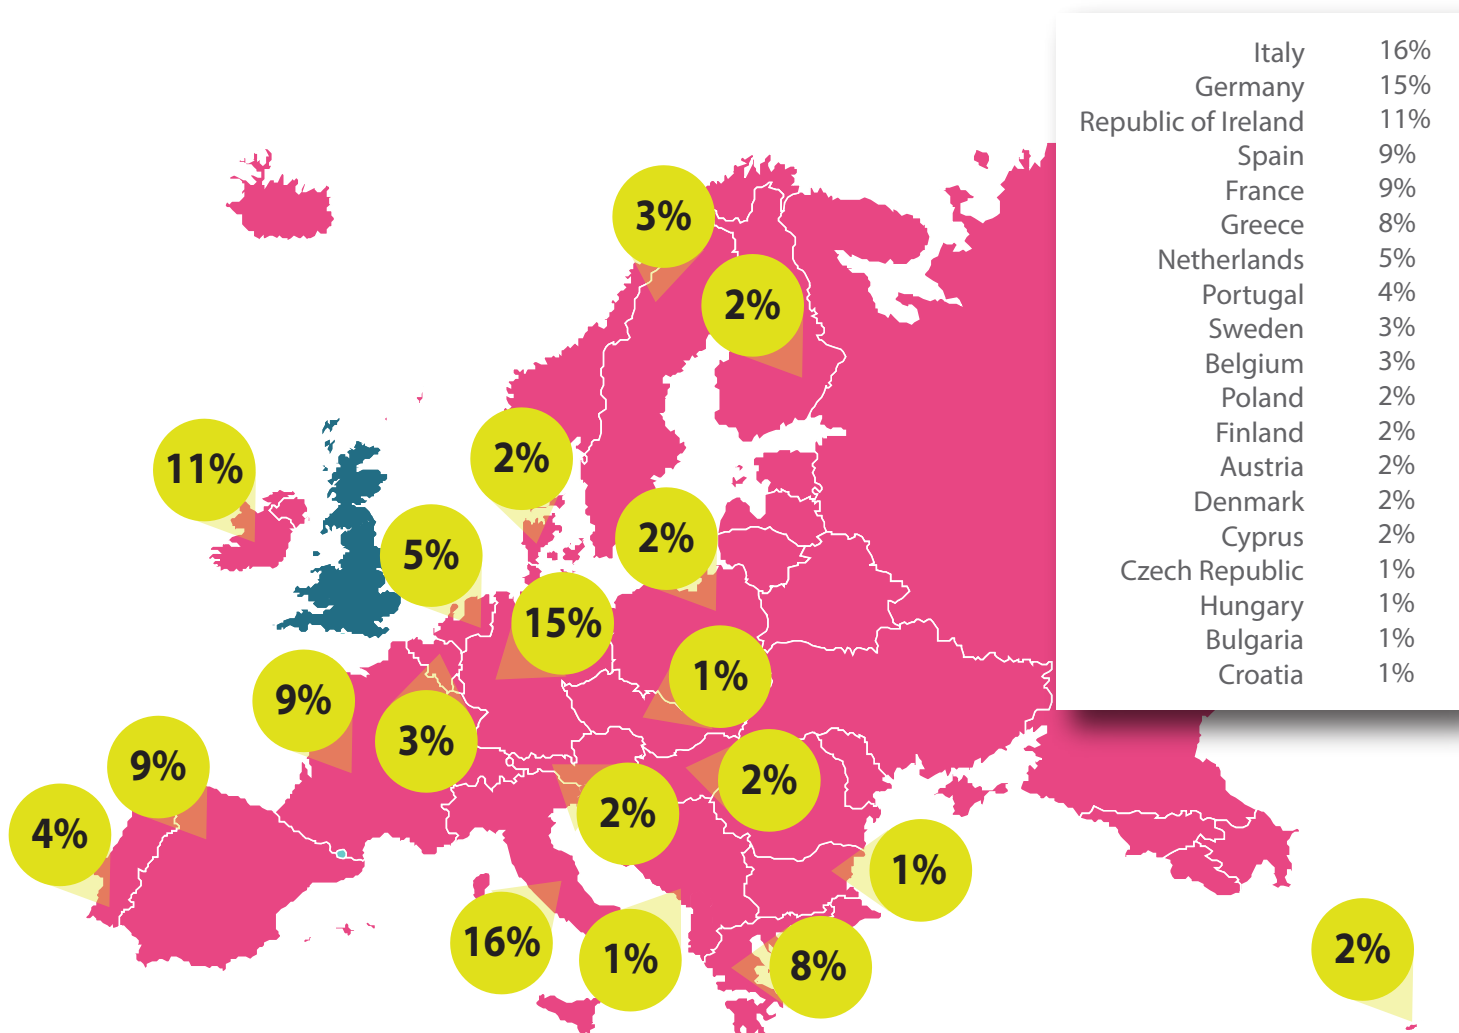 Italy 16%
Germany 15%
Republic of Ireland 11%
Spain 9%
France 9%
Greece 8%
Netherlands 5%
Portugal 4%
Sweden 3%
Belgium 3%
Poland 2%
Finland 2%
Austria 2%
Denmark 2%
Cyprus 2%
Czech Republic 1%
Hungary 1%
Bulgaria 1%
Croatia 1%
3%
2%
11%
2%
5%
2%
15%
1%
9%
3%
9%
2%
2%
4%
1%
16%
1%
8%
2%